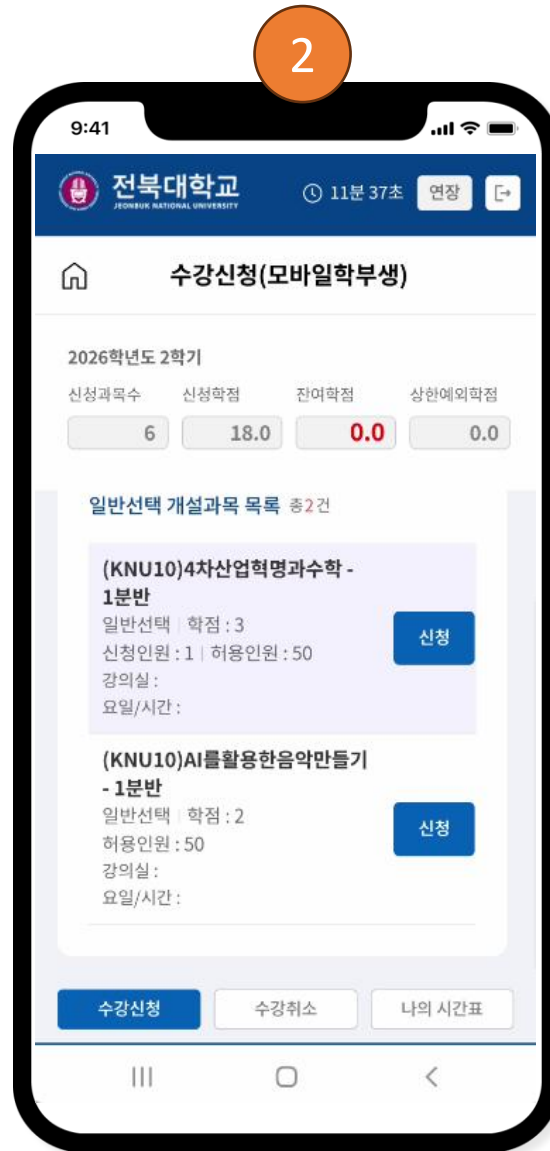 2
9:41
전북대학교
JEONBUK NATIONAL UNIVERSITY
11분 37초
연장
수강신청(모바일학부생)
2026학년도 2학기
신청과목수 신청학점 잔여학점 상한예외학점
6 18.0 0.0 0.0
일반선택 개설과목 목록 총2건
(KNU10)4차산업혁명과수학 -
1분반
일반선택 | 학점 : 3
신청인원 : 1 | 허용인원 : 50
강의실 :
요일/시간 :
신청
(KNU10)AI를활용한음악만들기
- 1분반
일반선택 | 학점 : 2
허용인원 : 50
강의실 :
요일/시간 :
신청
수강신청 수강취소 나의 시간표